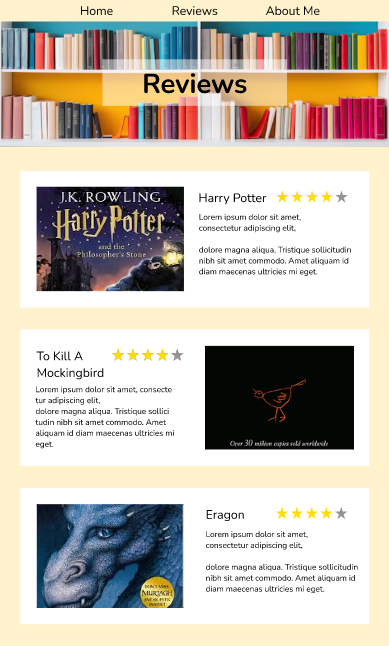 Home Reviews About Me
Reviews
J.K. ROWLING
Harry Potter
and the
Philosopher's Stone
Harry Potter
Lorem ipsum dolor sit amet,
consectetur adipiscing elit,
dolore magna aliqua. Tristique sollicitudin
nibh sit amet commodo. Amet aliquam id
diam maecenas ultricies mi eget.
To Kill A
Mockingbird
Lorem ipsum dolor sit amet, consecte
tur adipiscing elit,
dolore magna aliqua. Tristique sollici
tudin nibh sit amet commodo. Amet
aliquam id diam maecenas ultricies mi
eget.
Over 30 million copies sold worldwide
DON'T MISS
MURTAGH
SNEAK PEEK
INSIDE!
Eragon
Lorem ipsum dolor sit amet,
consectetur adipiscing elit,
dolore magna aliqua. Tristique sollicitudin
nibh sit amet commodo. Amet aliquam id
diam maecenas ultricies mi eget.